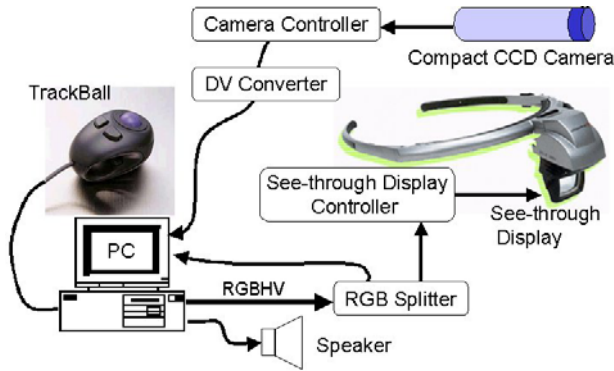 Camera Controller
Compact CCD Camera
DV Converter
TrackBall
See-through Display
Controller
See-through
Display
PC
RGBHV
RGB Splitter
Speaker